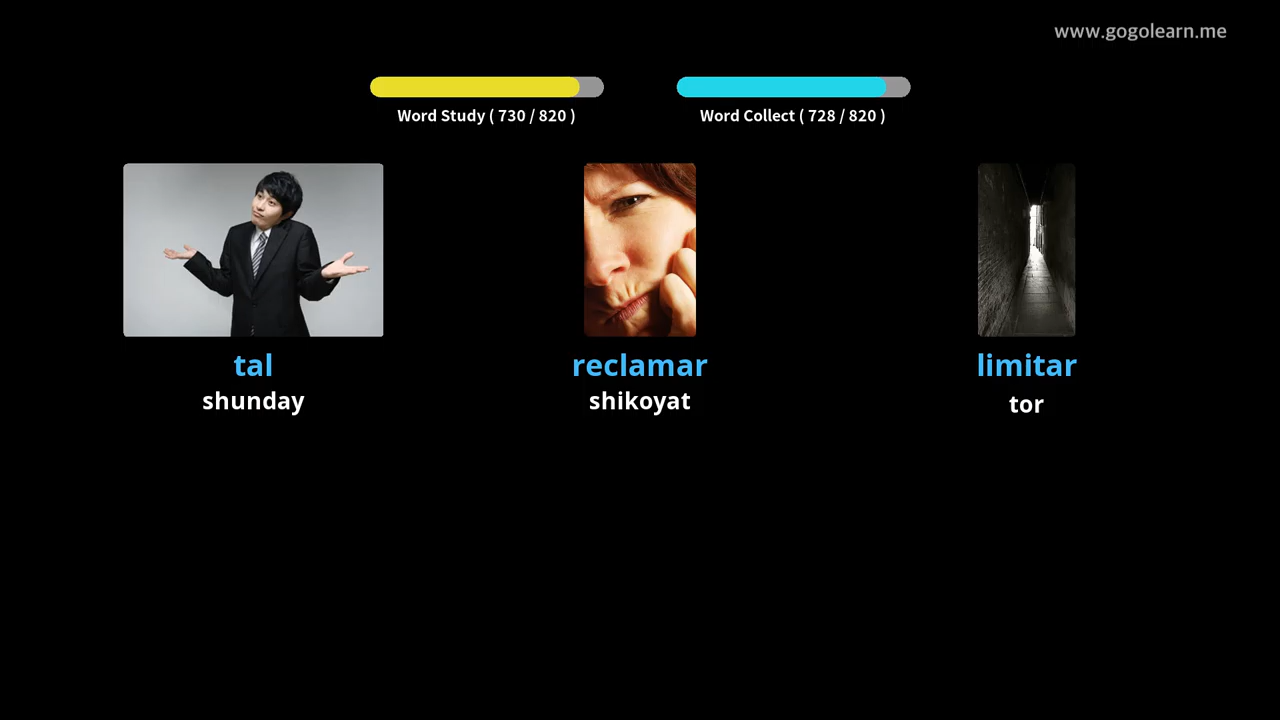 www.gogolearn.me
Word Study ( 730 / 820 )
Word Collect ( 728 / 820 )
tal
shunday
reclamar
shikoyat
limitar
tor